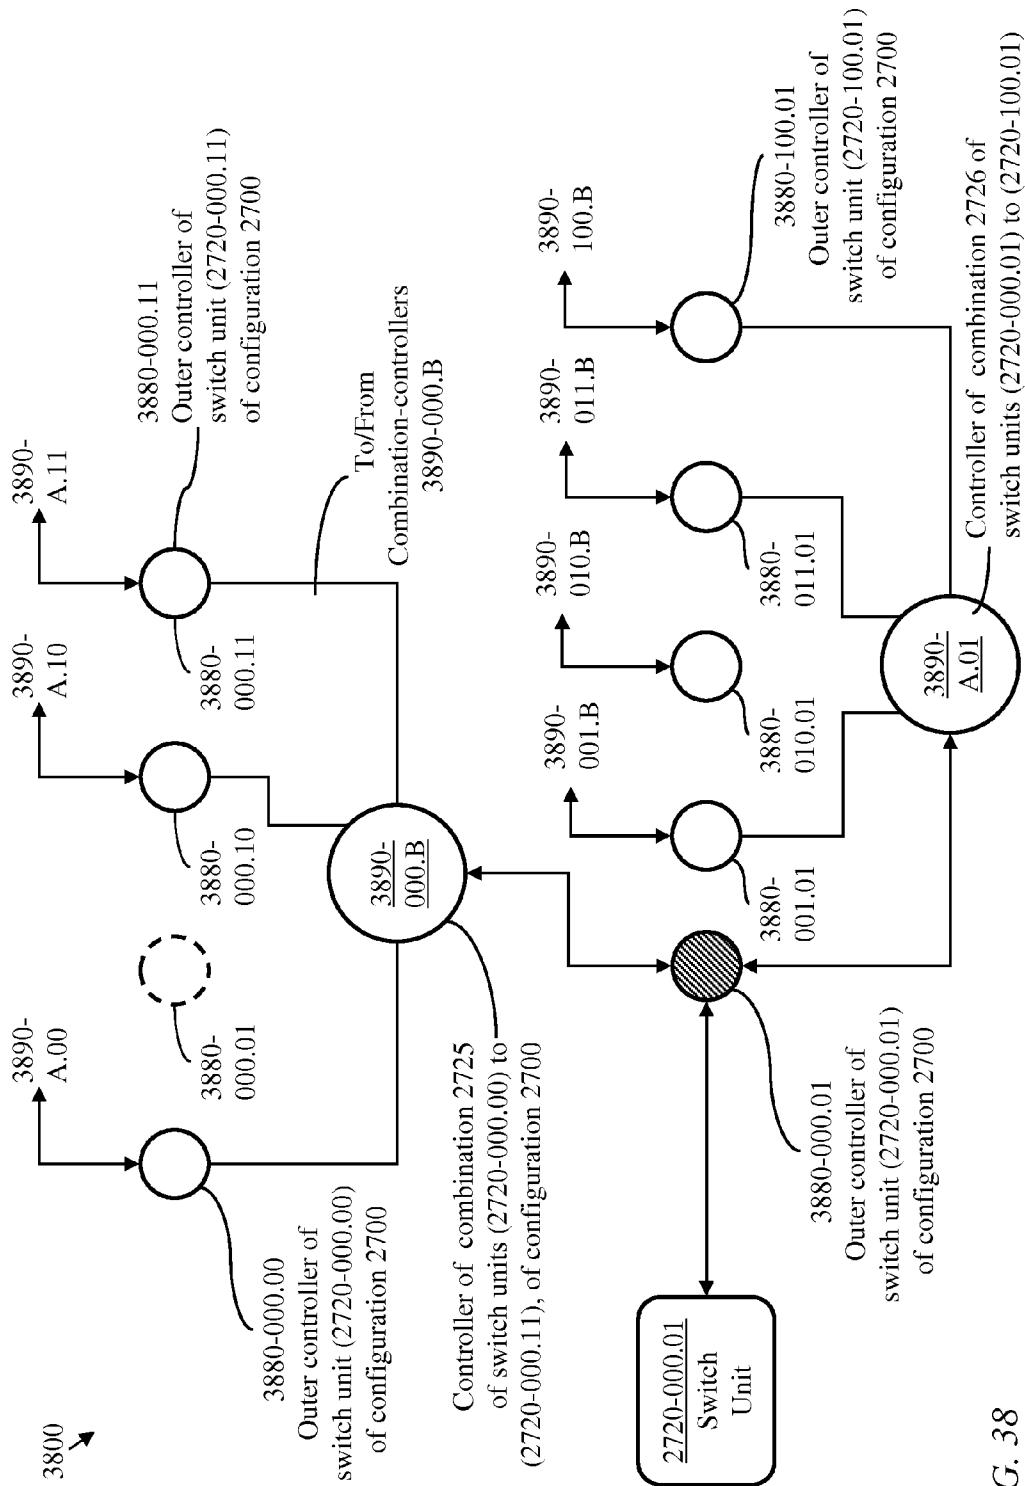 3800
3890-
A.00
3890-
A.10
3890-
A.11
3880-000.00
Outer controller of
switch unit (2720-000.00)
of configuration 2700
3880-
000.01
3880-
000.10
3880-
000.11
3880-000.11
Outer controller of
switch unit (2720-000.11)
of configuration 2700
To/From
Combination-controllers
3890-000.B
3890-
000.B
Controller of combination 2725
of switch units (2720-000.00) to
(2720-000.11), of configuration 2700
3890-
001.B
3890-
010.B
3890-
011.B
3890-
100.B
2720-000.01
Switch
Unit
3880-000.01
Outer controller of
switch unit (2720-000.01)
of configuration 2700
3880-
001.01
3880-
010.01
3880-
011.01
3880-100.01
Outer controller of
switch unit (2720-100.01)
of configuration 2700
3890-
A.01
Controller of combination 2726 of
switch units (2720-000.01) to (2720-100.01)
G. 38